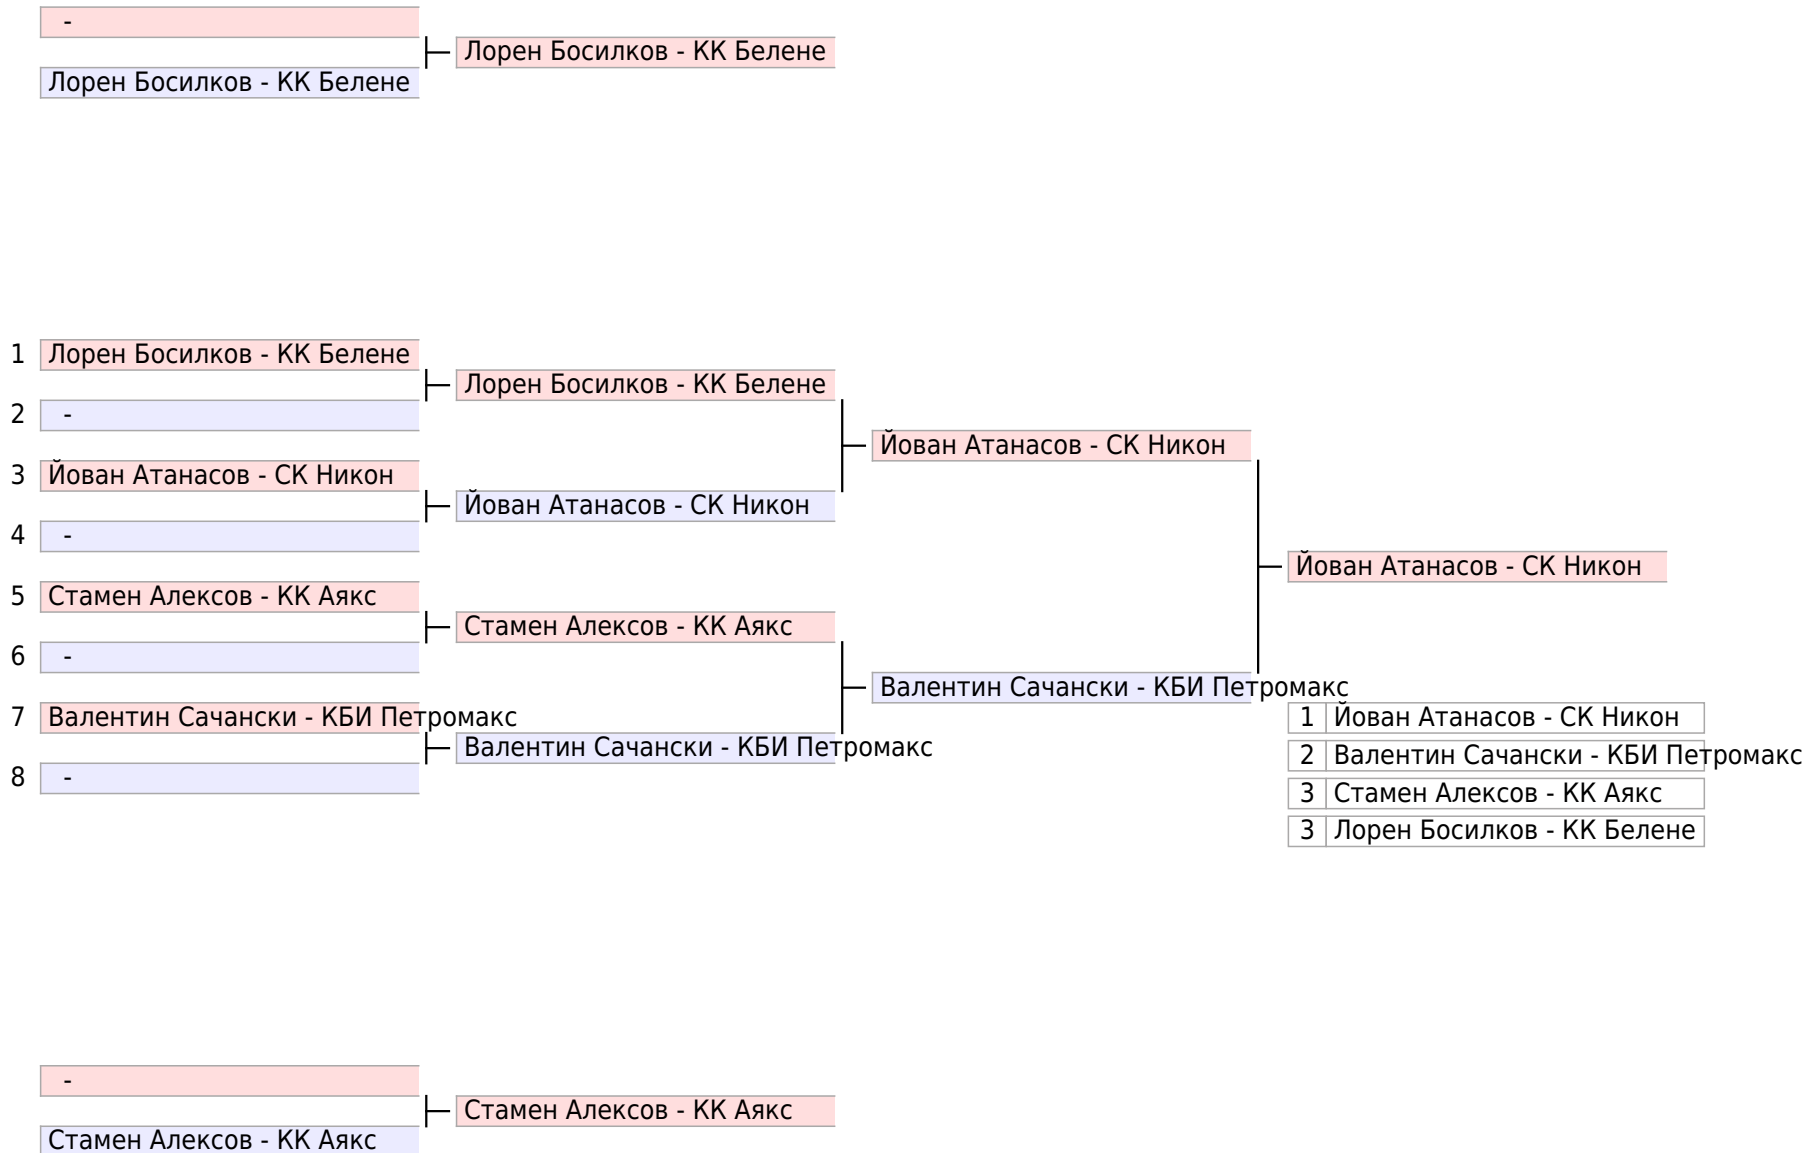 -
Лорен Босилков - КК Белене
Лорен Босилков - КК Белене
1 Лорен Босилков - КК Белене
Лорен Босилков - КК Белене
2 -
Йован Атанасов - СК Никон
3 Йован Атанасов - СК Никон
Йован Атанасов - СК Никон
4 -
Йован Атанасов - СК Никон
5 Стамен Алексов - КК Аякс
Стамен Алексов - КК Аякс
6 -
Валентин Сачански - КБИ Петромакс
7 Валентин Сачански - КБИ Петромакс
1 Йован Атанасов - СК Никон
Валентин Сачански - КБИ Петромакс
2 Валентин Сачански - КБИ Петромакс
8 -
3 Стамен Алексов - КК Аякс
3 Лорен Босилков - КК Белене
-
Стамен Алексов - КК Аякс
Стамен Алексов - КК Аякс